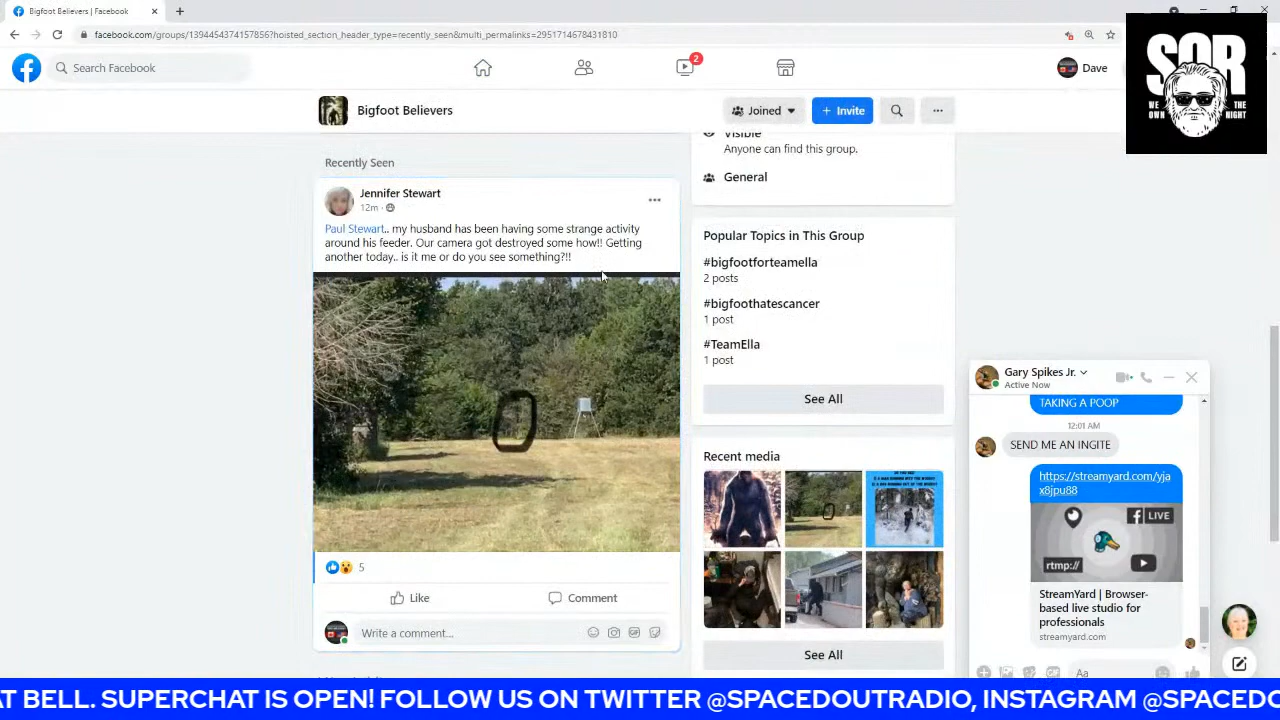 Bigfoot Believers | Facebook
facebook.com/groups/1394454374157856?hoisted_section_header_type=recently_seen&multi_permalinks=2951714678431810
Search Facebook
2
Dave
SOR
WE OWN THE NIGHT
Bigfoot Believers
Joined
+ Invite
Visible
Anyone can find this group.
General
Recently Seen
Jennifer Stewart
12m ·
Paul Stewart.. my husband has been having some strange activity
around his feeder. Our camera got destroyed some how!! Getting
another today.. is it me or do you see something?!!
5
Like
Comment
Write a comment...
Popular Topics in This Group
#bigfootforteamella
2 posts
#bigfoothatescancer
1 post
#TeamElla
1 post
See All
Recent media
See All
Gary Spikes Jr.
Active Now
TAKING A POOP
12:01 AM
SEND ME AN INGITE
https://streamyard.com/yja
x8jpu88
LIVE
rtmp://
StreamYard | Browser-
based live studio for
professionals
streamyard.com
Aa
AT BELL. SUPERCHAT IS OPEN! FOLLOW US ON TWITTER @SPACEDOUTRADIO, INSTAGRAM @SPACEDO